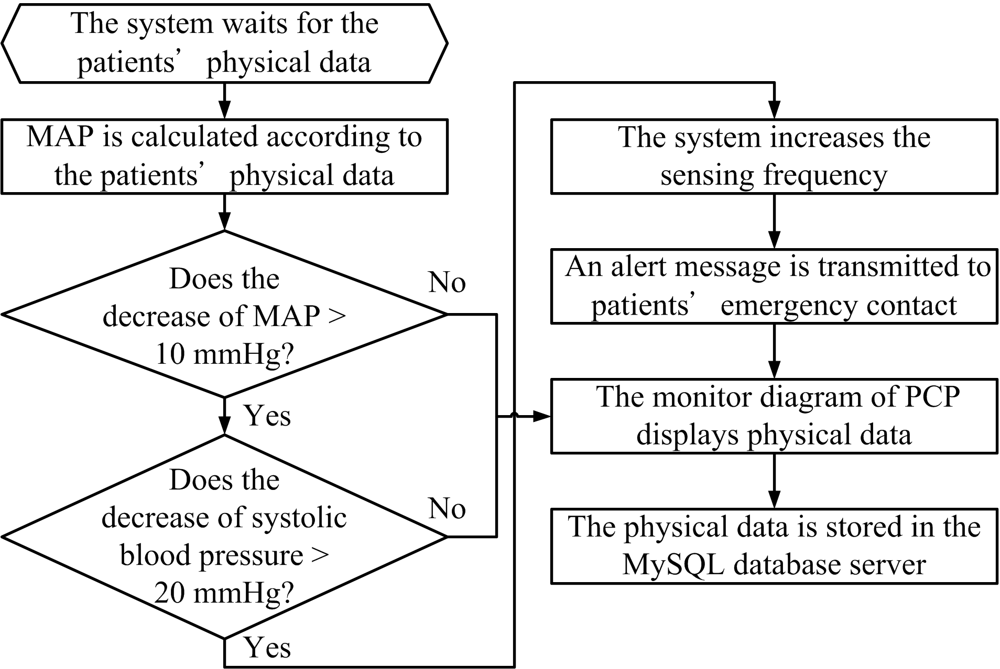 The system waits for the
patients’ physical data
MAP is calculated according to
the patients’ physical data
Does the
decrease of MAP >
10 mmHg?
No
Yes
Does the
decrease of systolic
blood pressure >
20 mmHg?
No
Yes
The system increases the
sensing frequency
An alert message is transmitted to
patients’ emergency contact
The monitor diagram of PCP
displays physical data
The physical data is stored in the
MySQL database server